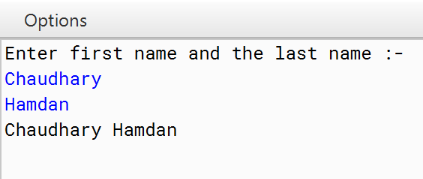 Options
Enter first name and the last name :-
Chaudhary
Hamdan
Chaudhary Hamdan